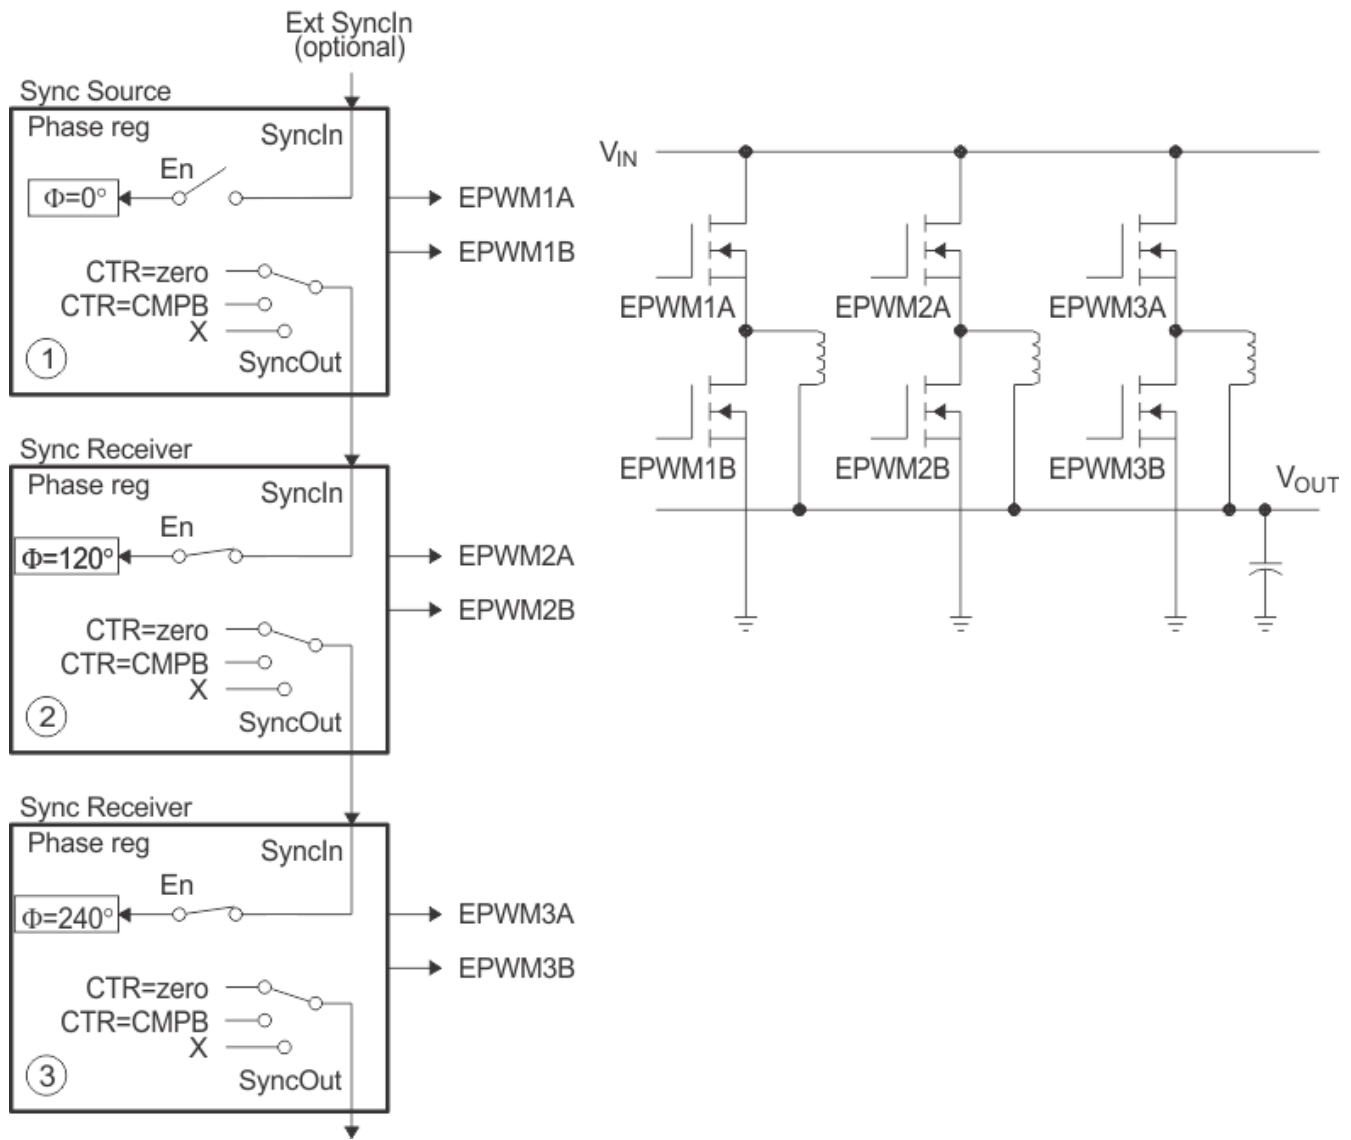 Ext SyncIn
(optional)
Sync Source
Phase reg
SyncIn
En
Φ=0°
EPWM1A
EPWM1B
CTR=zero
CTR=CMPB
X
SyncOut
1
Sync Receiver
Phase reg
SyncIn
En
Φ=120°
EPWM2A
EPWM2B
CTR=zero
CTR=CMPB
X
SyncOut
2
Sync Receiver
Phase reg
SyncIn
En
Φ=240°
EPWM3A
EPWM3B
CTR=zero
CTR=CMPB
X
SyncOut
3
VIN
EPWM1A
EPWM2A
EPWM3A
EPWM1B
EPWM2B
EPWM3B
VOUT